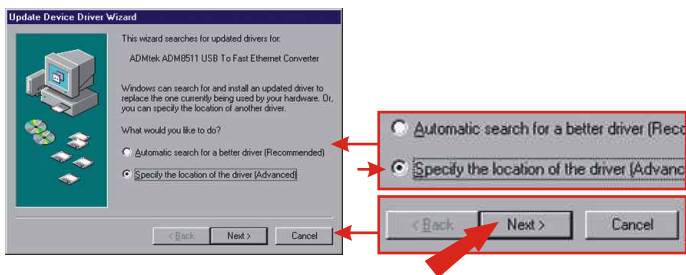 Update Device Driver Wizard
This wizard searches for updated drivers for:
ADMtek ADM8511 USB To Fast Ethernet Converter
Windows can search for and install an updated driver to
replace the one currently being used by your hardware. Or,
you can specify the location of another driver.
What would you like to do?
Automatic search for a better driver (Recommended)
Specify the location of the driver (Advanced)
< Back Next > Cancel
Automatic search for a better driver (Reco
Specify the location of the driver (Advanc
< Back Next > Cancel